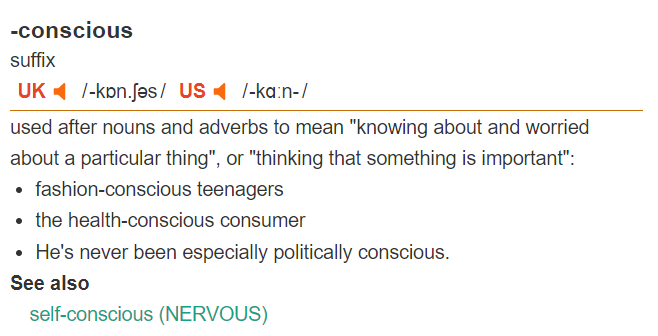 -conscious
suffix
UK /-kɒn.ʃəs/ US /-kɑːn-/
used after nouns and adverbs to mean "knowing about and worried
about a particular thing", or "thinking that something is important":
• fashion-conscious teenagers
• the health-conscious consumer
• He's never been especially politically conscious.
See also
self-conscious (NERVOUS)